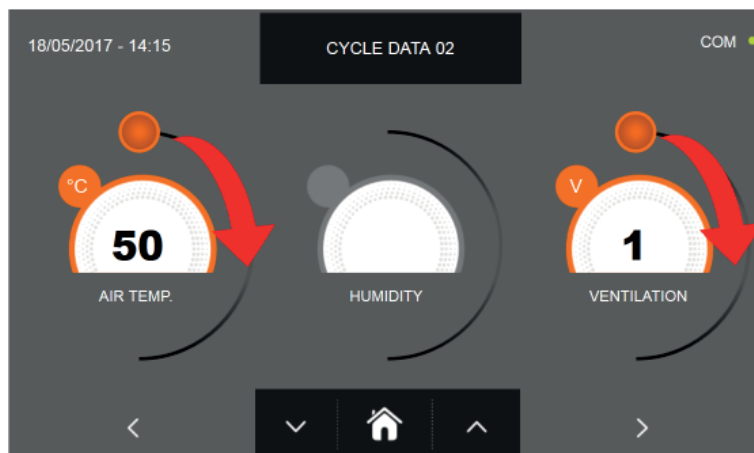 18/05/2017 - 14:15
CYCLE DATA 02
COM
°C
V
50
1
AIR TEMP.
HUMIDITY
VENTILATION